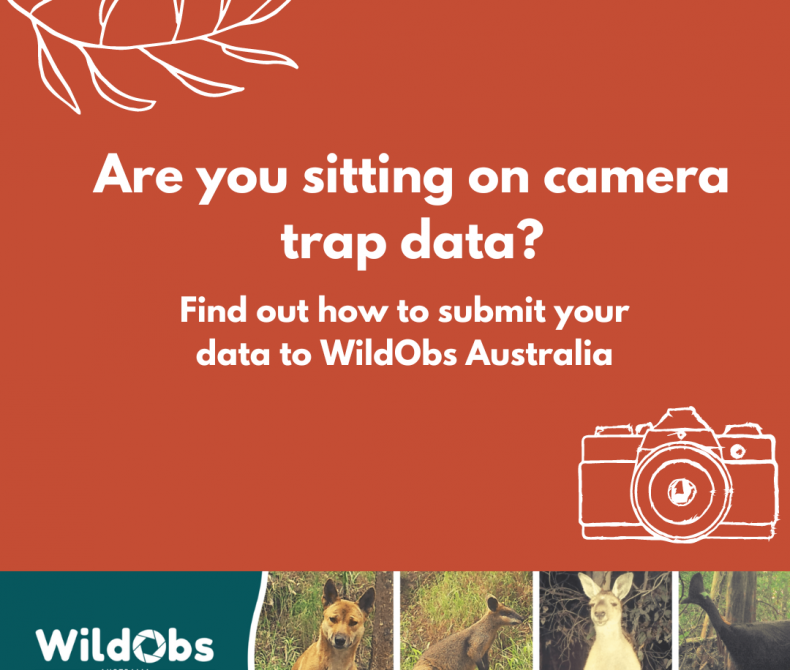 Are you sitting on camera
trap data?
Find out how to submit your
data to WildObs Australia
WildObs